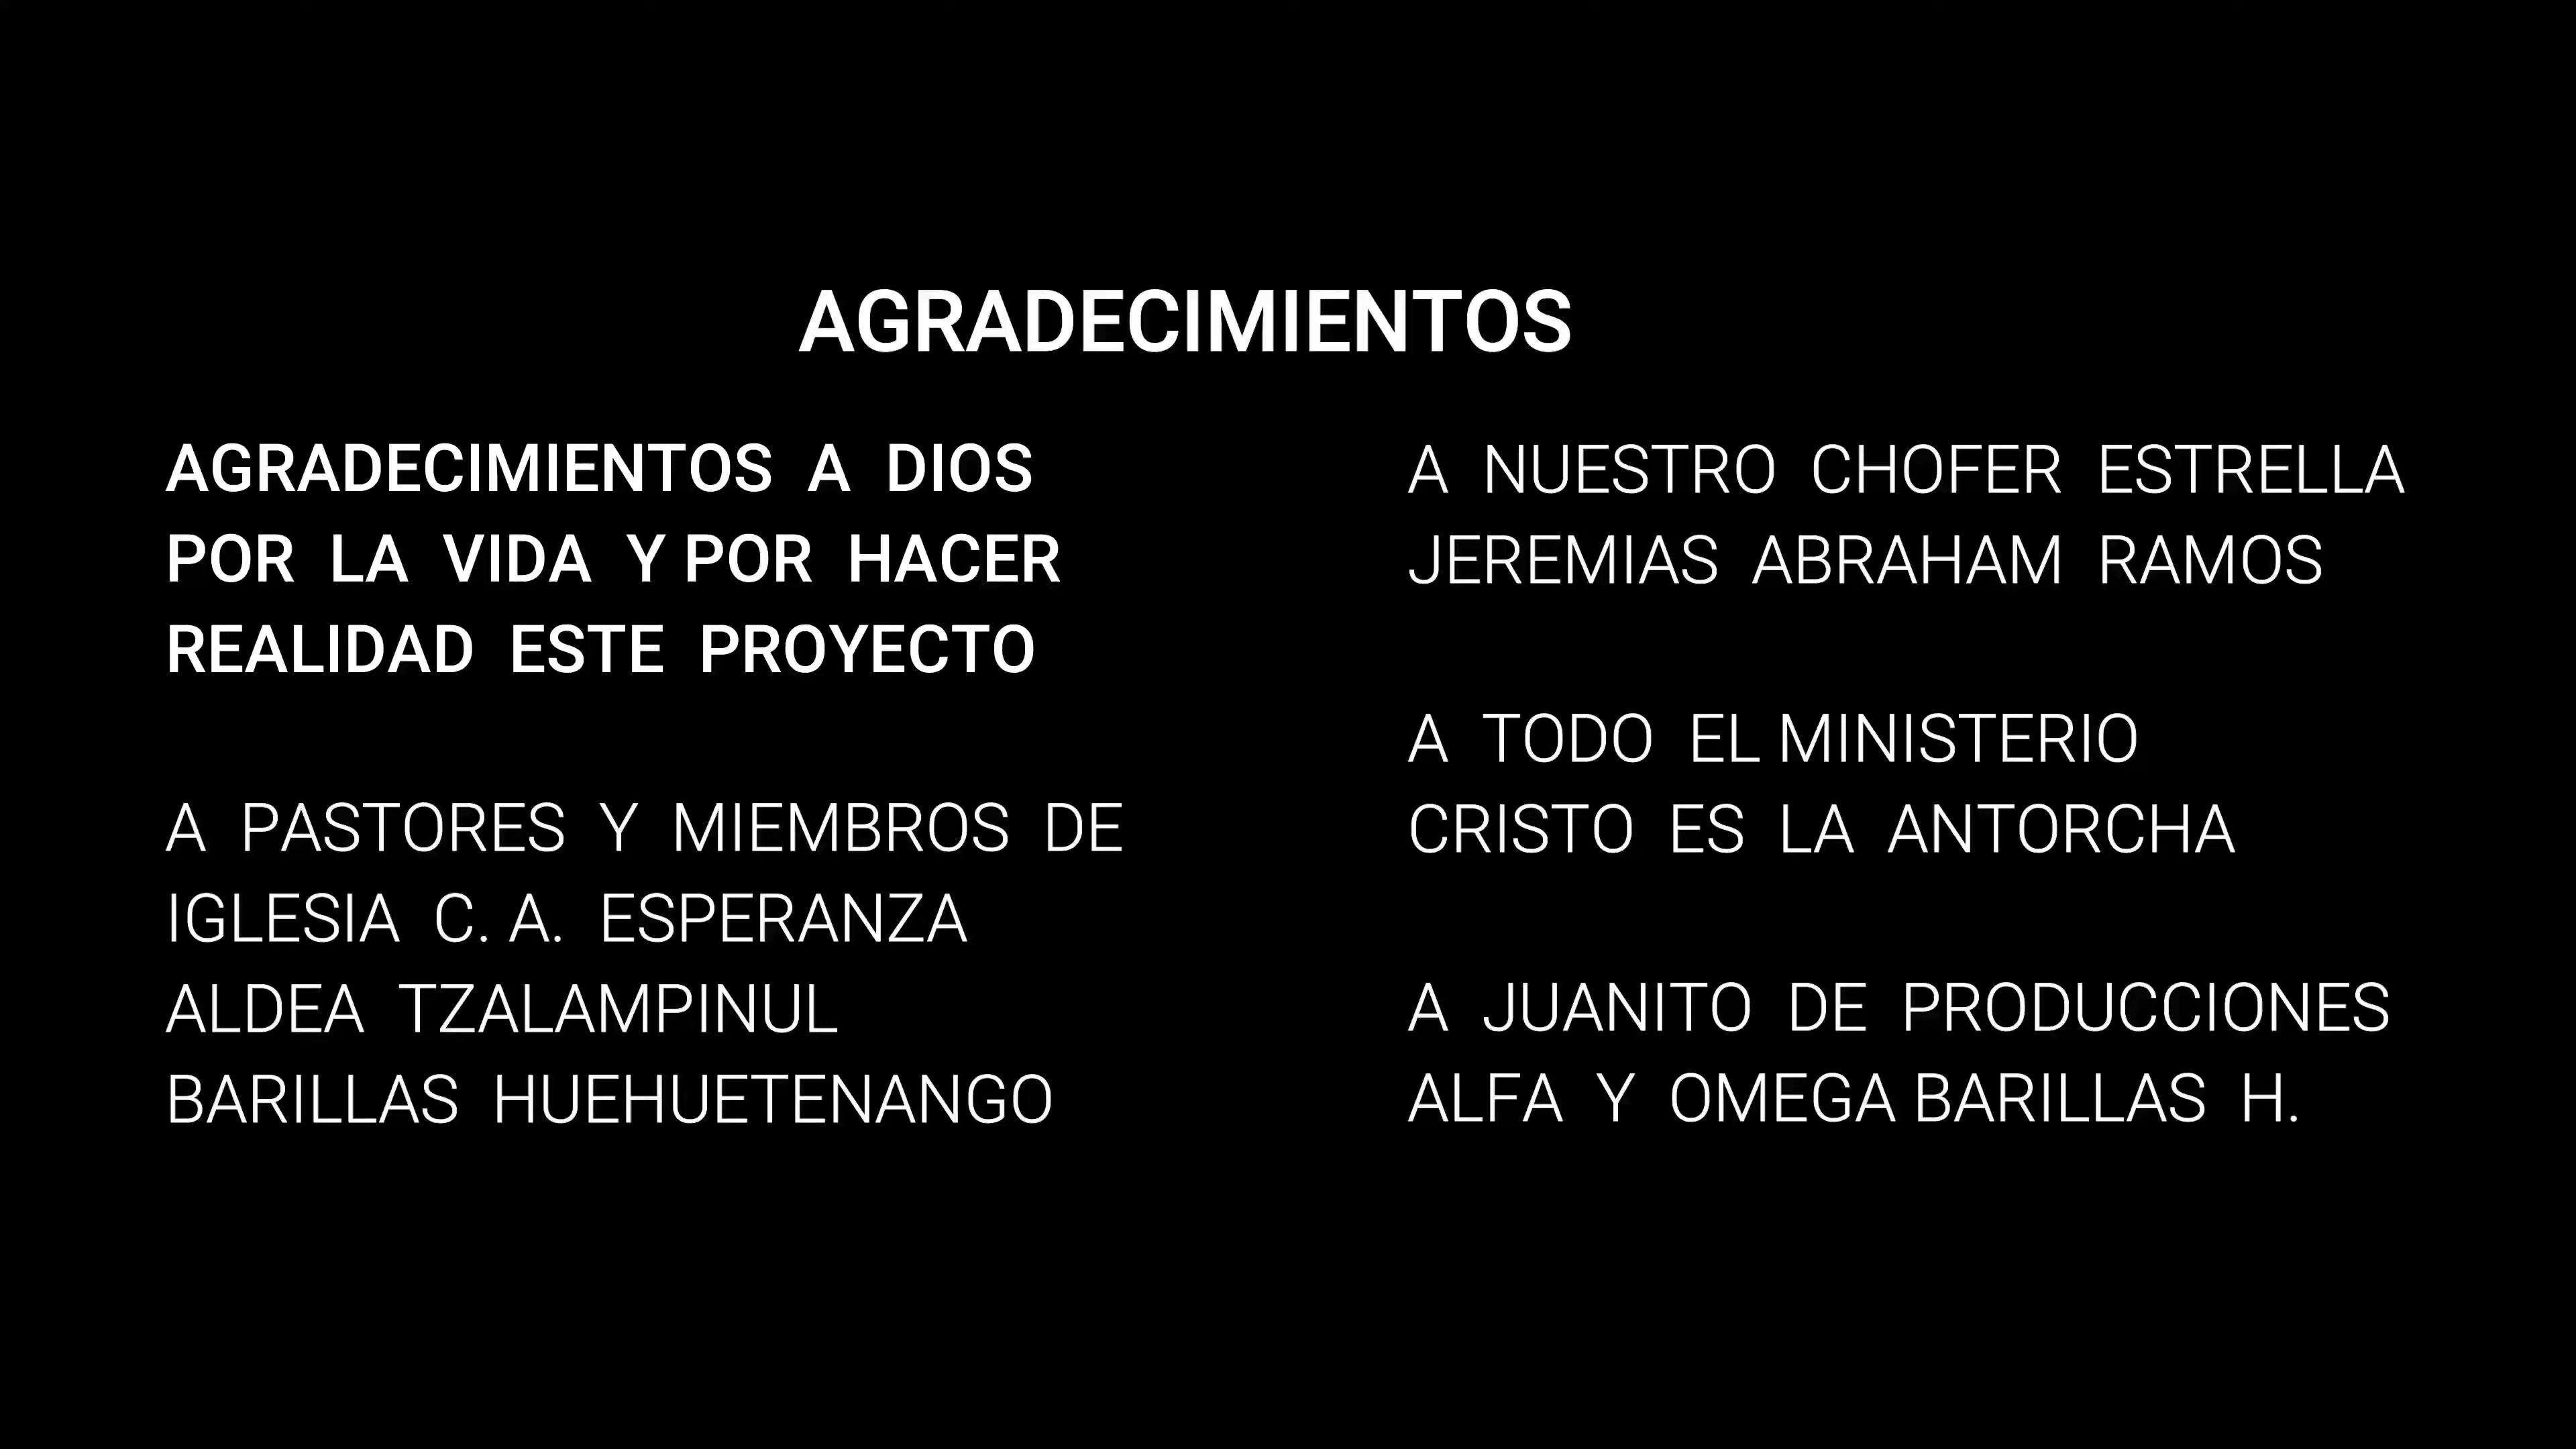 AGRADECIMIENTOS
AGRADECIMIENTOS A DIOS
POR LA VIDA Y POR HACER
REALIDAD ESTE PROYECTO
A PASTORES Y MIEMBROS DE
IGLESIA C. A. ESPERANZA
ALDEA TZALAMPINUL
BARILLAS HUEHUETENANGO
A NUESTRO CHOFER ESTRELLA
JEREMIAS ABRAHAM RAMOS
A TODO EL MINISTERIO
CRISTO ES LA ANTORCHA
A JUANITO DE PRODUCCIONES
ALFA Y OMEGA BARILLAS H.